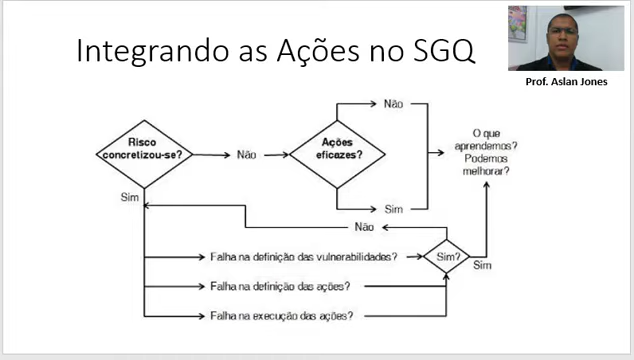 Integrando as Ações no SGQ
Prof. Aslan Jones
Risco
concretizou-se?
Não
Ações
eficazes?
Não
Sim
O que
aprendemos?
Podemos
melhorar?
Sim
Não
Falha na definição das vulnerabilidades?
Sim?
Sim
Falha na definição das ações?
Falha na execução das ações?